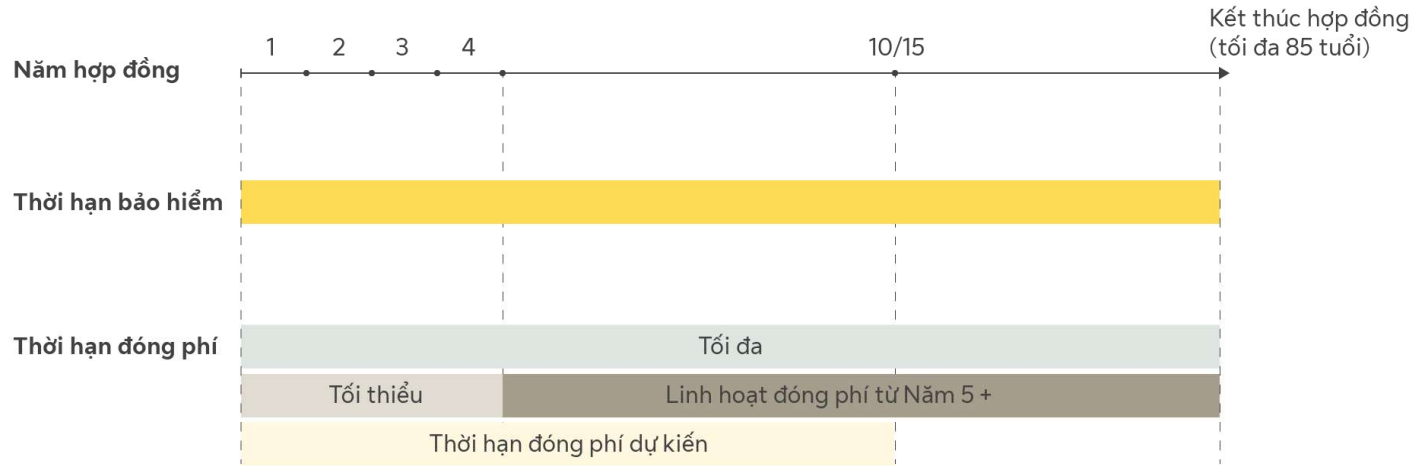 Kết thúc hợp đồng
(tối đa 85 tuổi)
1 2 3 4 10/15
Năm hợp đồng
Thời hạn bảo hiểm
Thời hạn đóng phí
Tối đa
Tối thiểu
Linh hoạt đóng phí từ Năm 5 +
Thời hạn đóng phí dự kiến